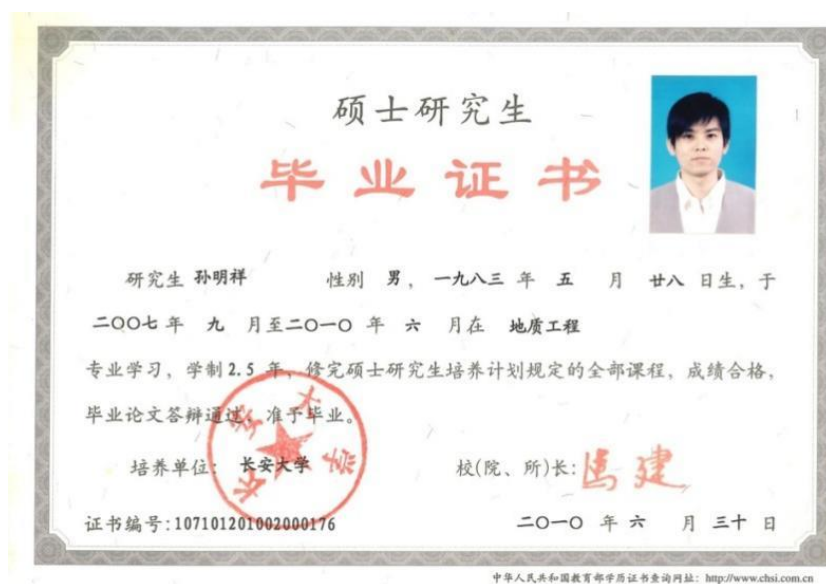 硕士研究生
毕业证书
研究生 孙明祥 性别 男，一九八三 年 五 月 廿八 日生，于
二〇〇七 年 九 月至二〇一〇 年 六 月在 地质工程
专业学习，学制2.5 年，修完硕士研究生培养计划规定的全部课程，成绩合格，
毕业论文答辩通过，准予毕业。
长安大学
培养单位：长安大学 校(院、所)长：马建
证书编号：107101201002000176 二〇一〇 年 六 月 三十 日
中华人民共和国教育部学历证书查询网址：http://www.chsi.com.cn